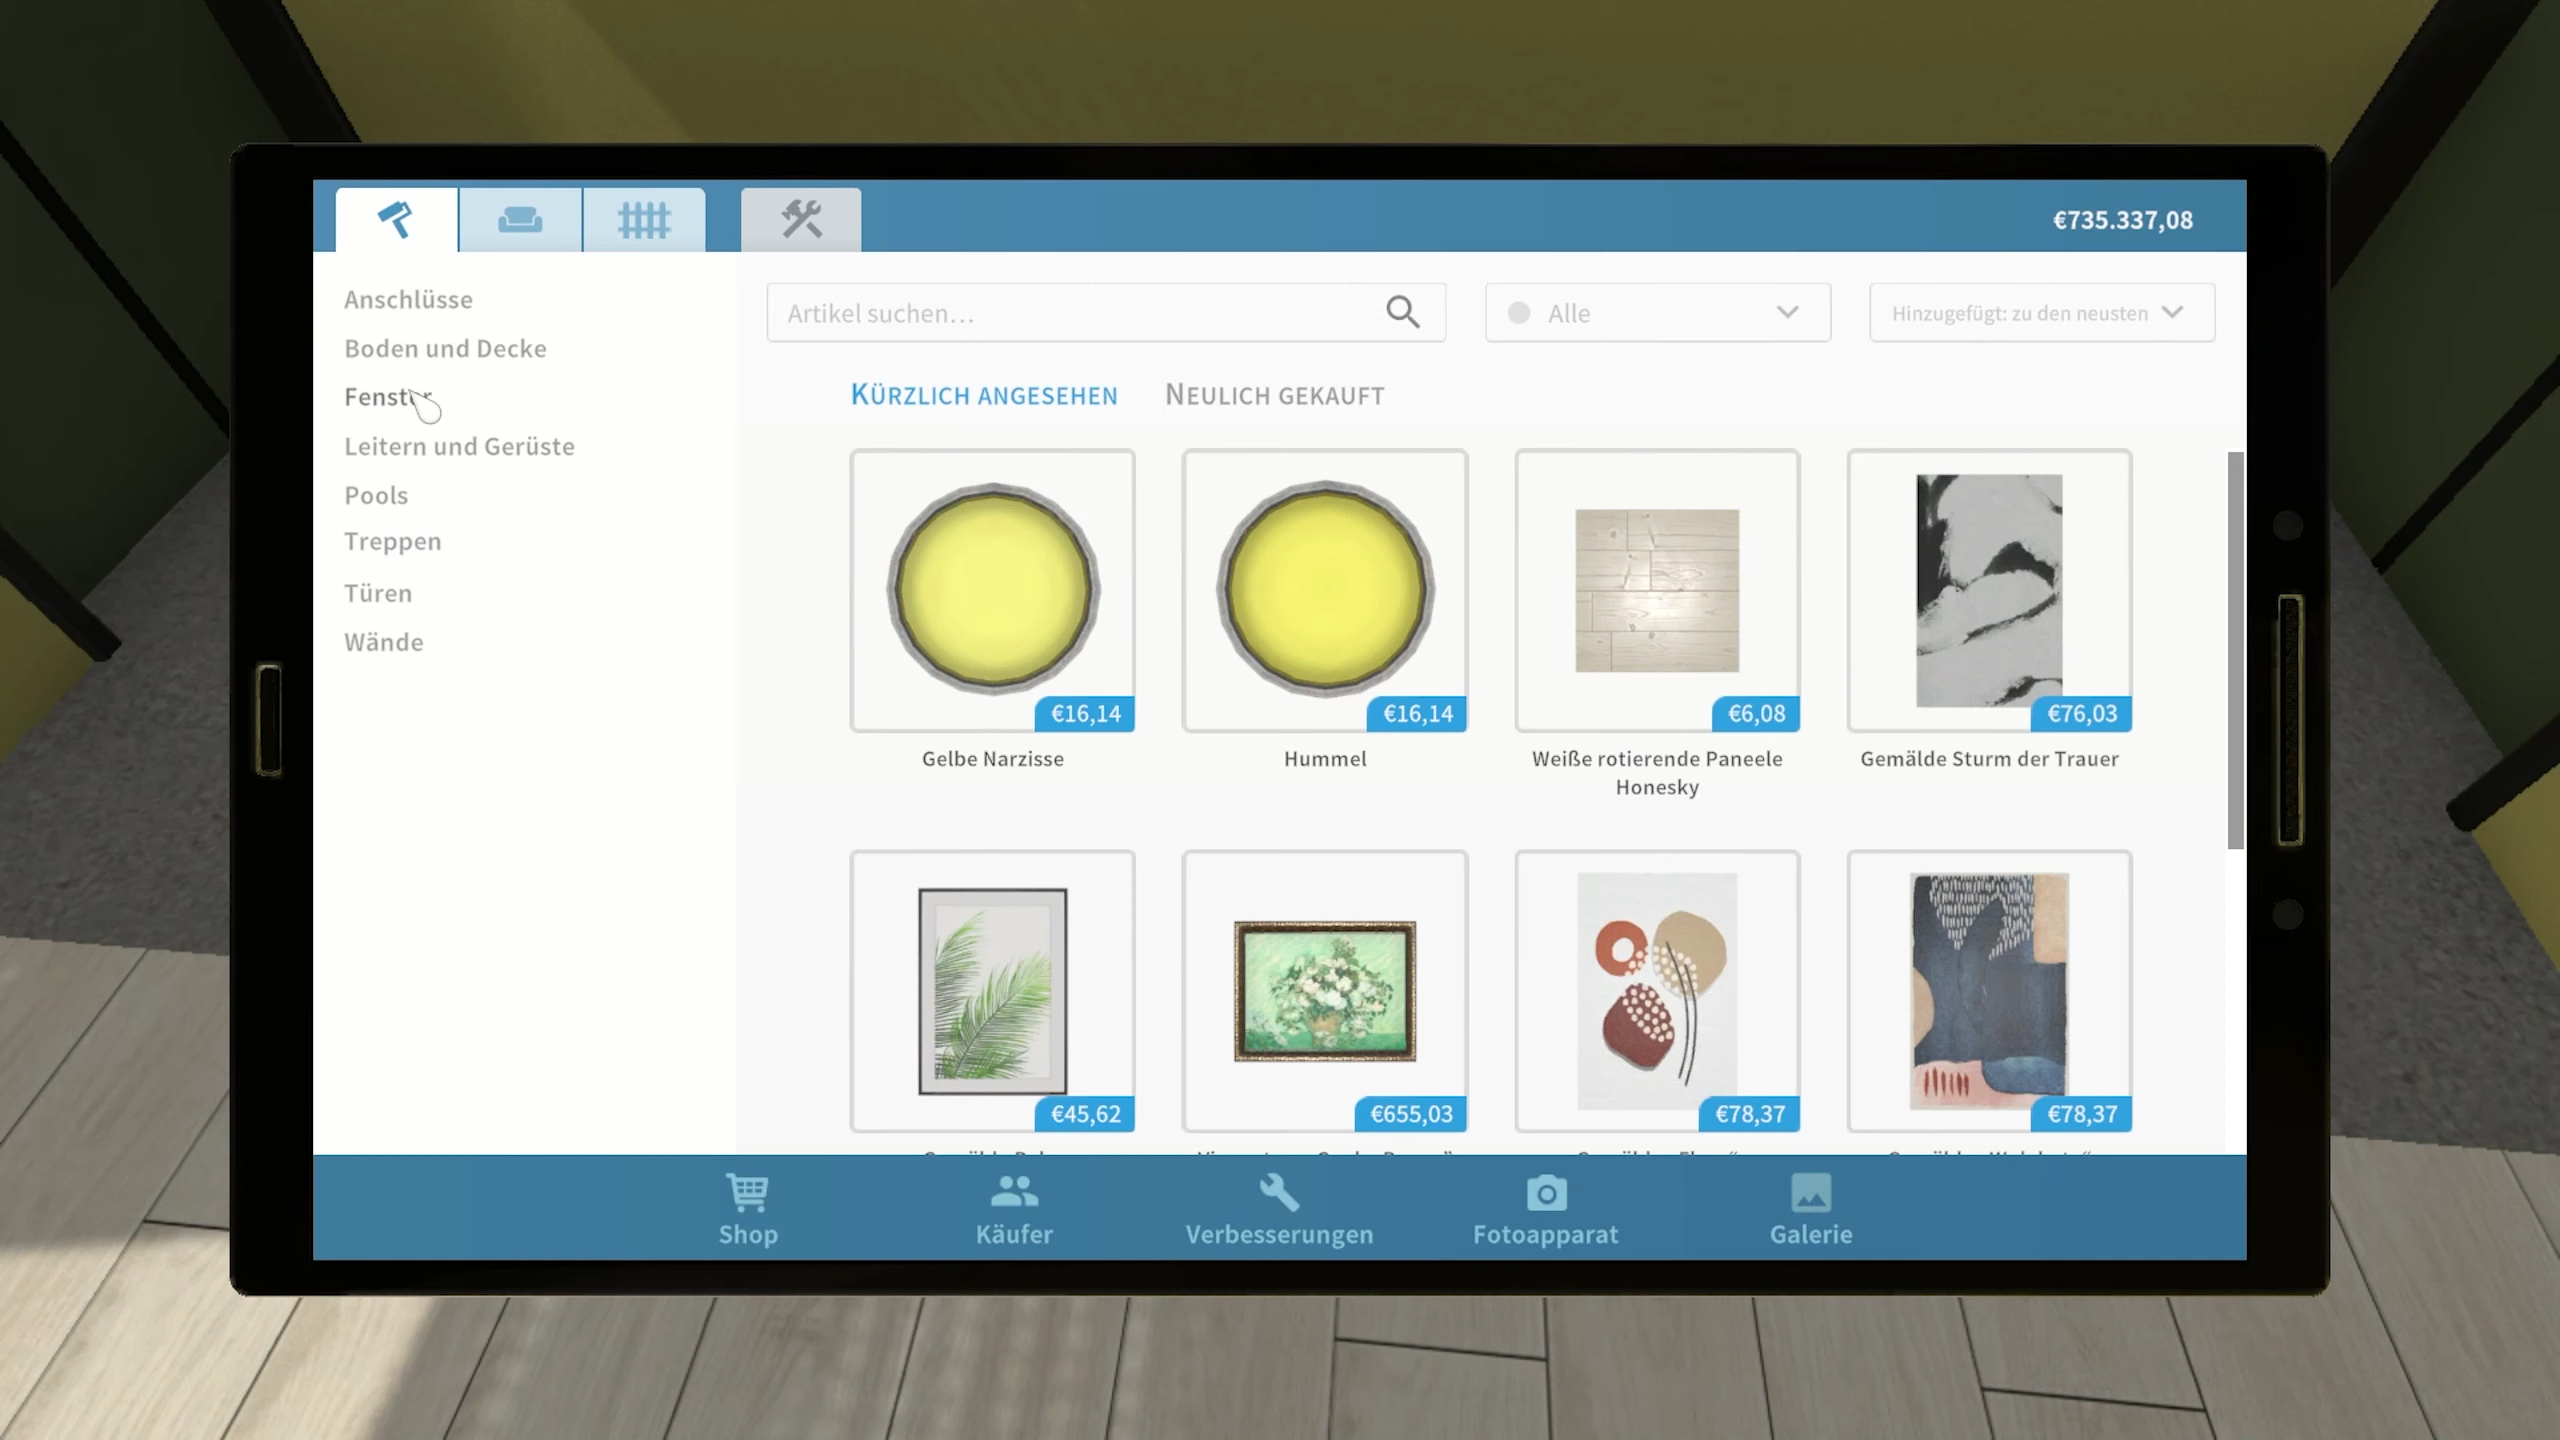 €735.337,08
Anschlüsse
Boden und Decke
Fenster
Leitern und Gerüste
Pools
Treppen
Türen
Wände
Artikel suchen...
Alle
Hinzugefügt: zu den neusten
KÜRZLICH ANGESEHEN
NEULICH GEKAUFT
€16,14
€16,14
€6,08
€76,03
Gelbe Narzisse
Hummel
Weiße rotierende Paneele
Honesky
Gemälde Sturm der Trauer
€45,62
€655,03
€78,37
€78,37
Shop
Käufer
Verbesserungen
Fotoapparat
Galerie